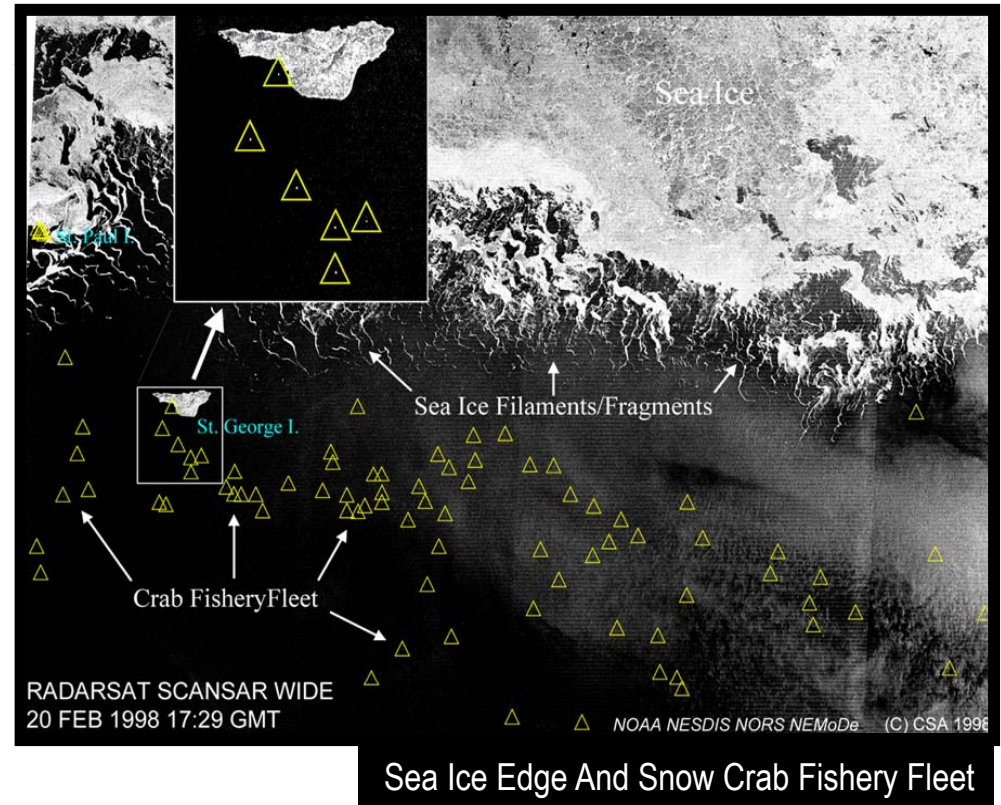 Sea Ice
St. Paul I.
Sea Ice Filaments/Fragments
St. George I.
Crab FisheryFleet
RADARSAT SCANSAR WIDE
20 FEB 1998 17:29 GMT
NOAA NESDIS NORS NEMoDe (C) CSA 1998
Sea Ice Edge And Snow Crab Fishery Fleet